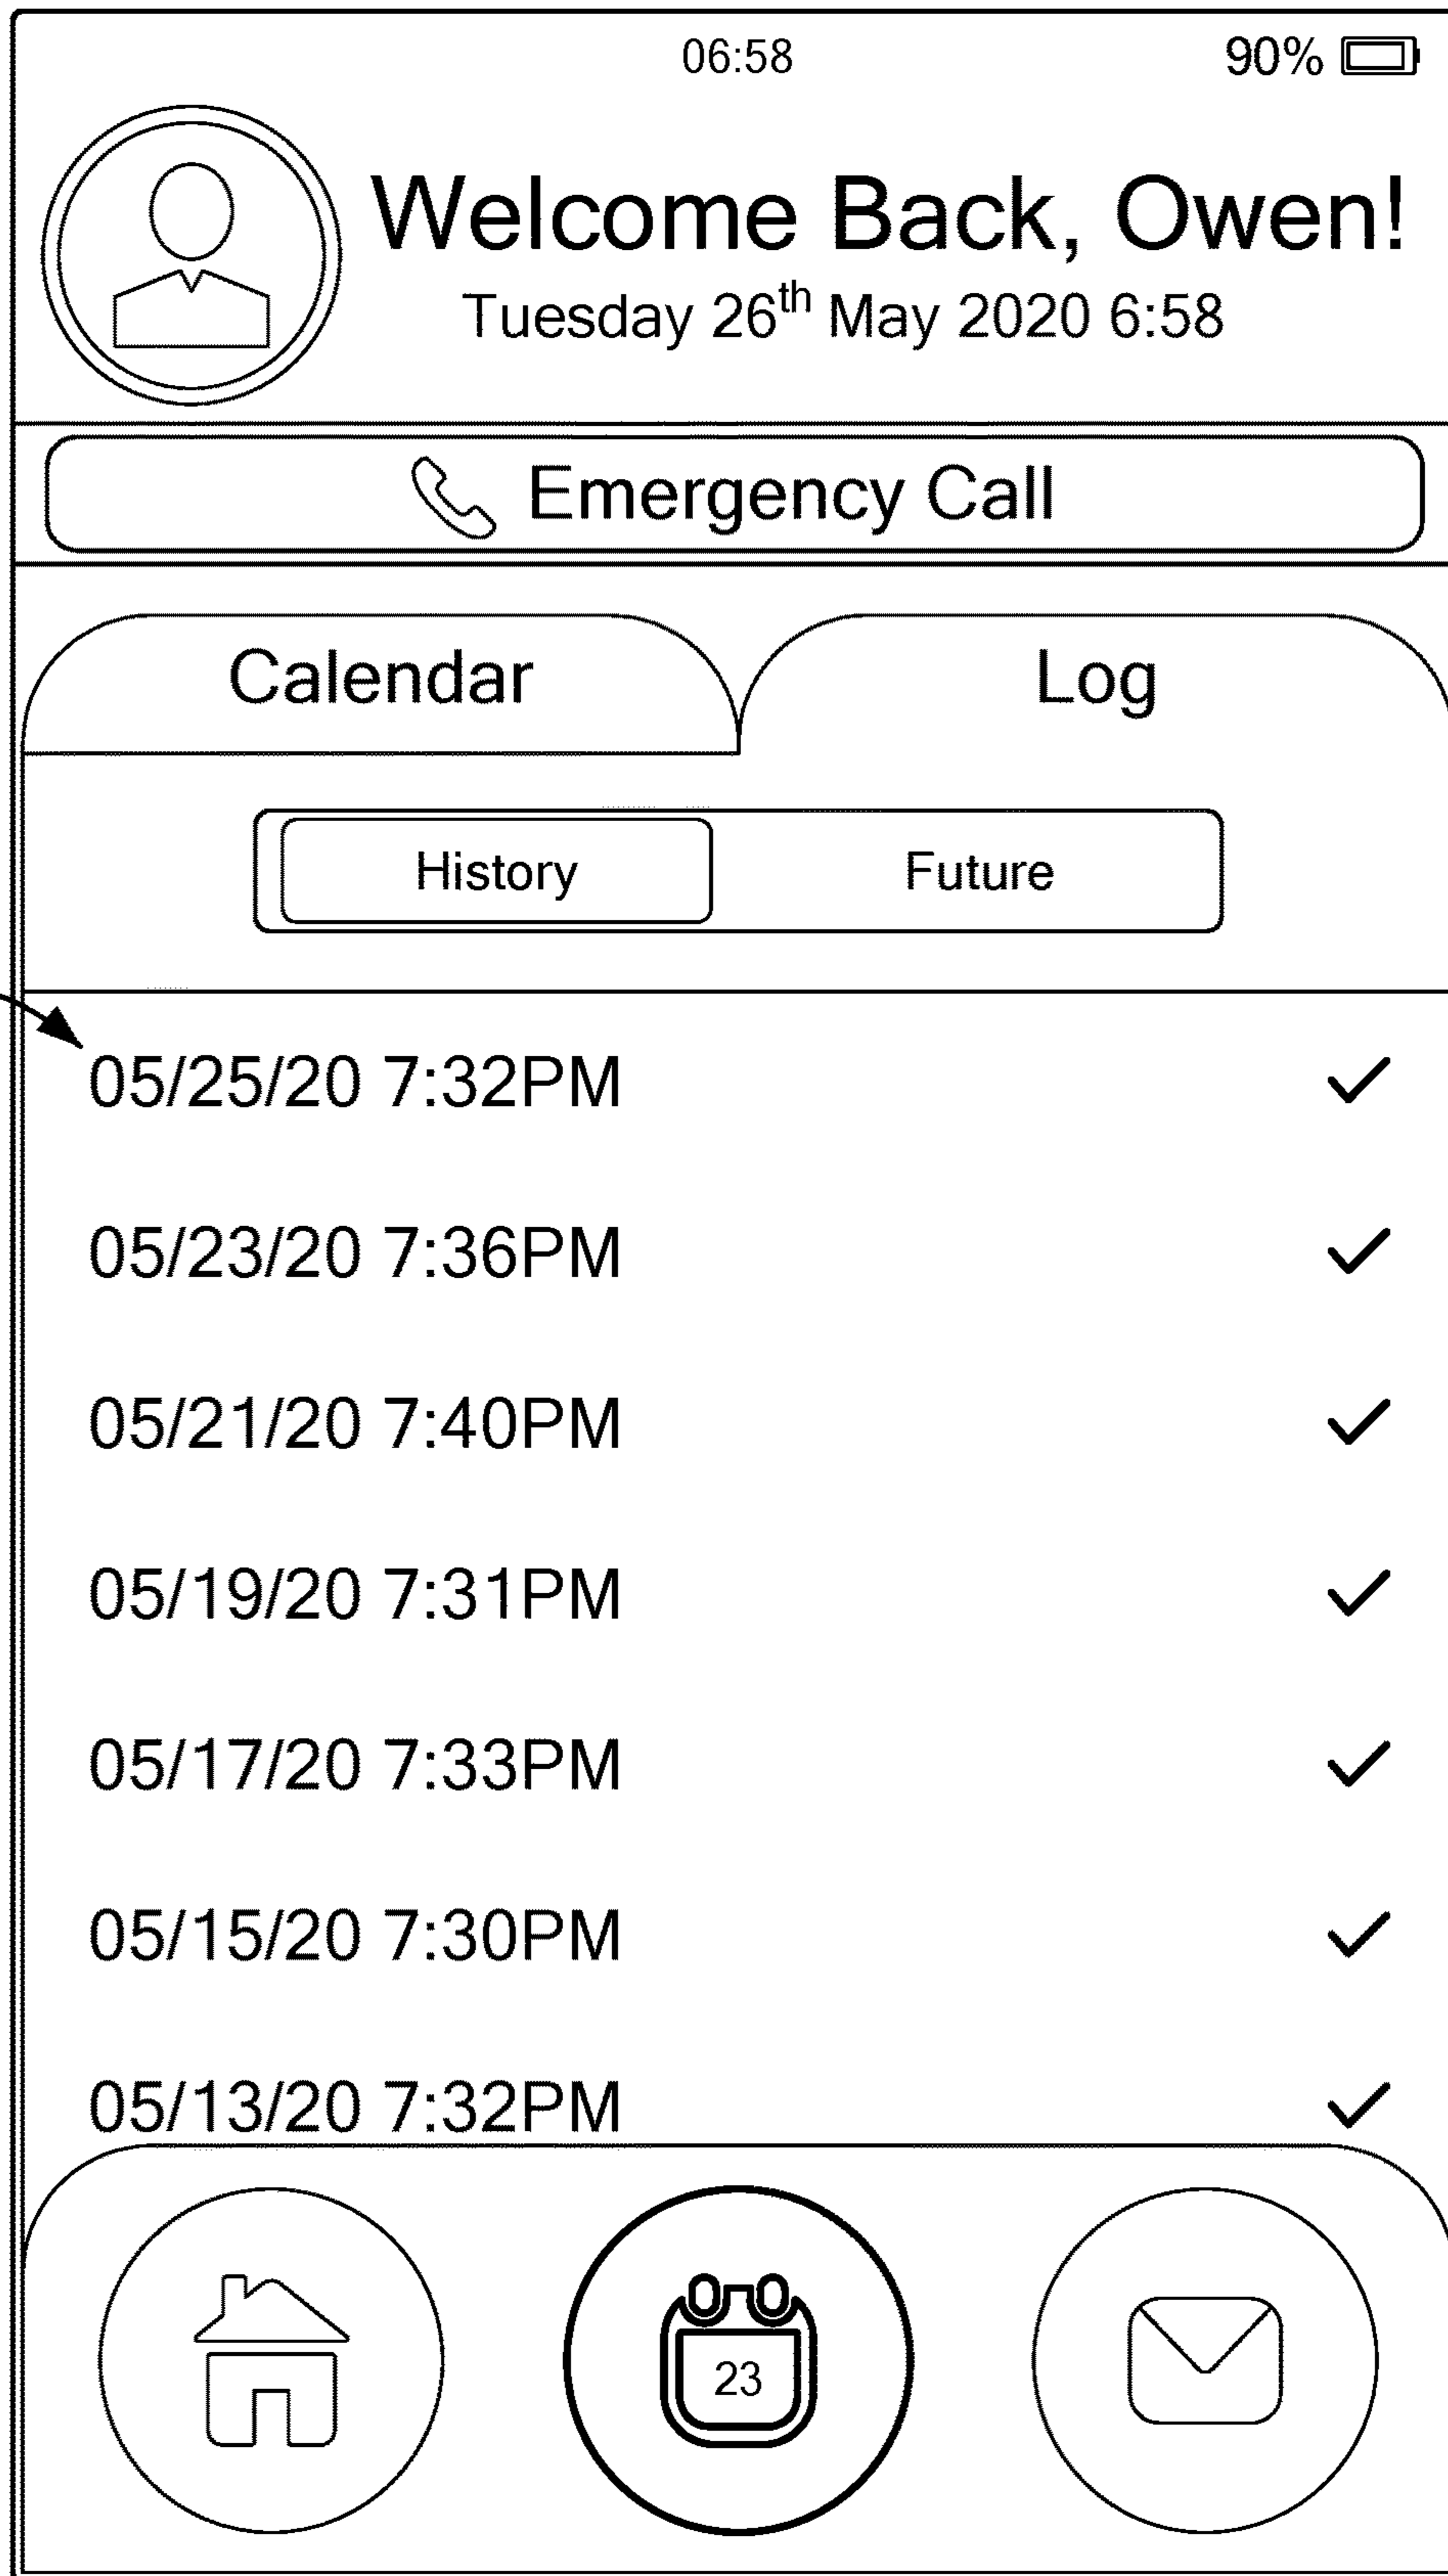 06:58 90%
Welcome Back, Owen!
Tuesday 26th May 2020 6:58
Emergency Call
Calendar Log
History Future
05/25/20 7:32PM
05/23/20 7:36PM
05/21/20 7:40PM
05/19/20 7:31PM
05/17/20 7:33PM
05/15/20 7:30PM
05/13/20 7:32PM
23